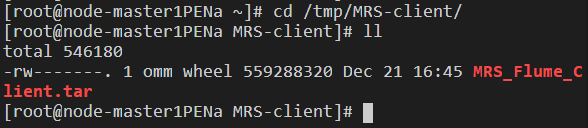 [root@node-master1PENa ~]# cd /tmp/MRS-client/
[root@node-master1PENa MRS-client]# ll
total 546180
-rw-------. 1 omm wheel 559288320 Dec 21 16:45 MRS_Flume_C
lient.tar
[root@node-master1PENa MRS-client]#